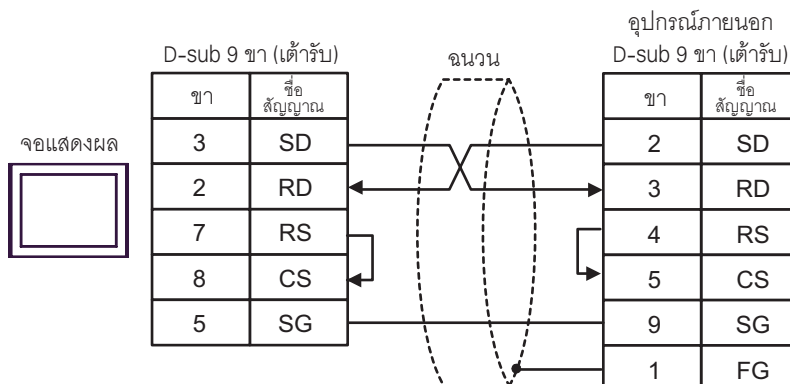 อุปกรณ์ภายนอก
D-sub 9 ขา (เต้ารับ)
ฉนวน
D-sub 9 ขา (เต้ารับ)
ขา
ชื่อ
สัญญาณ
ขา
ชื่อ
สัญญาณ
จอแสดงผล
3 SD
2 SD
2 RD
3 RD
7 RS
4 RS
8 CS
5 CS
5 SG
9 SG
1 FG